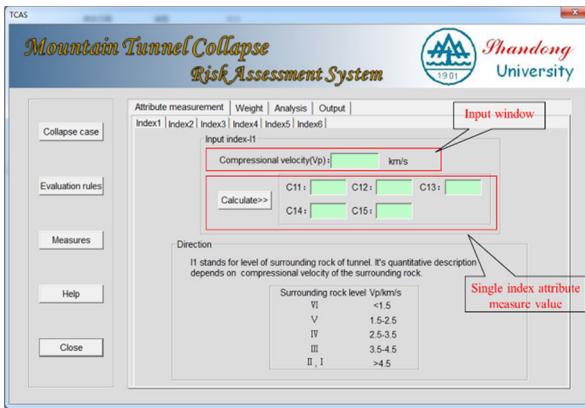 TCAS
Mountain Tunnel Collapse
Risk Assessment System
1901
Shandong
University
Attribute measurement Weight Analysis Output
Index1 Index2 Index3 Index4 Index5 Index6
Input window
Input index-I1
Compressional velocity(Vp): km/s
Collapse case
Evaluation rules
Measures
Help
Close
Calculate>>
C11: C12: C13:
C14: C15:
Direction
I1 stands for level of surrounding rock of tunnel. It's quantitative description
depends on compressional velocity of the surrounding rock.
Single index attribute
measure value
Surrounding rock level Vp/km/s
VI <1.5
V 1.5-2.5
IV 2.5-3.5
III 3.5-4.5
II , I >4.5